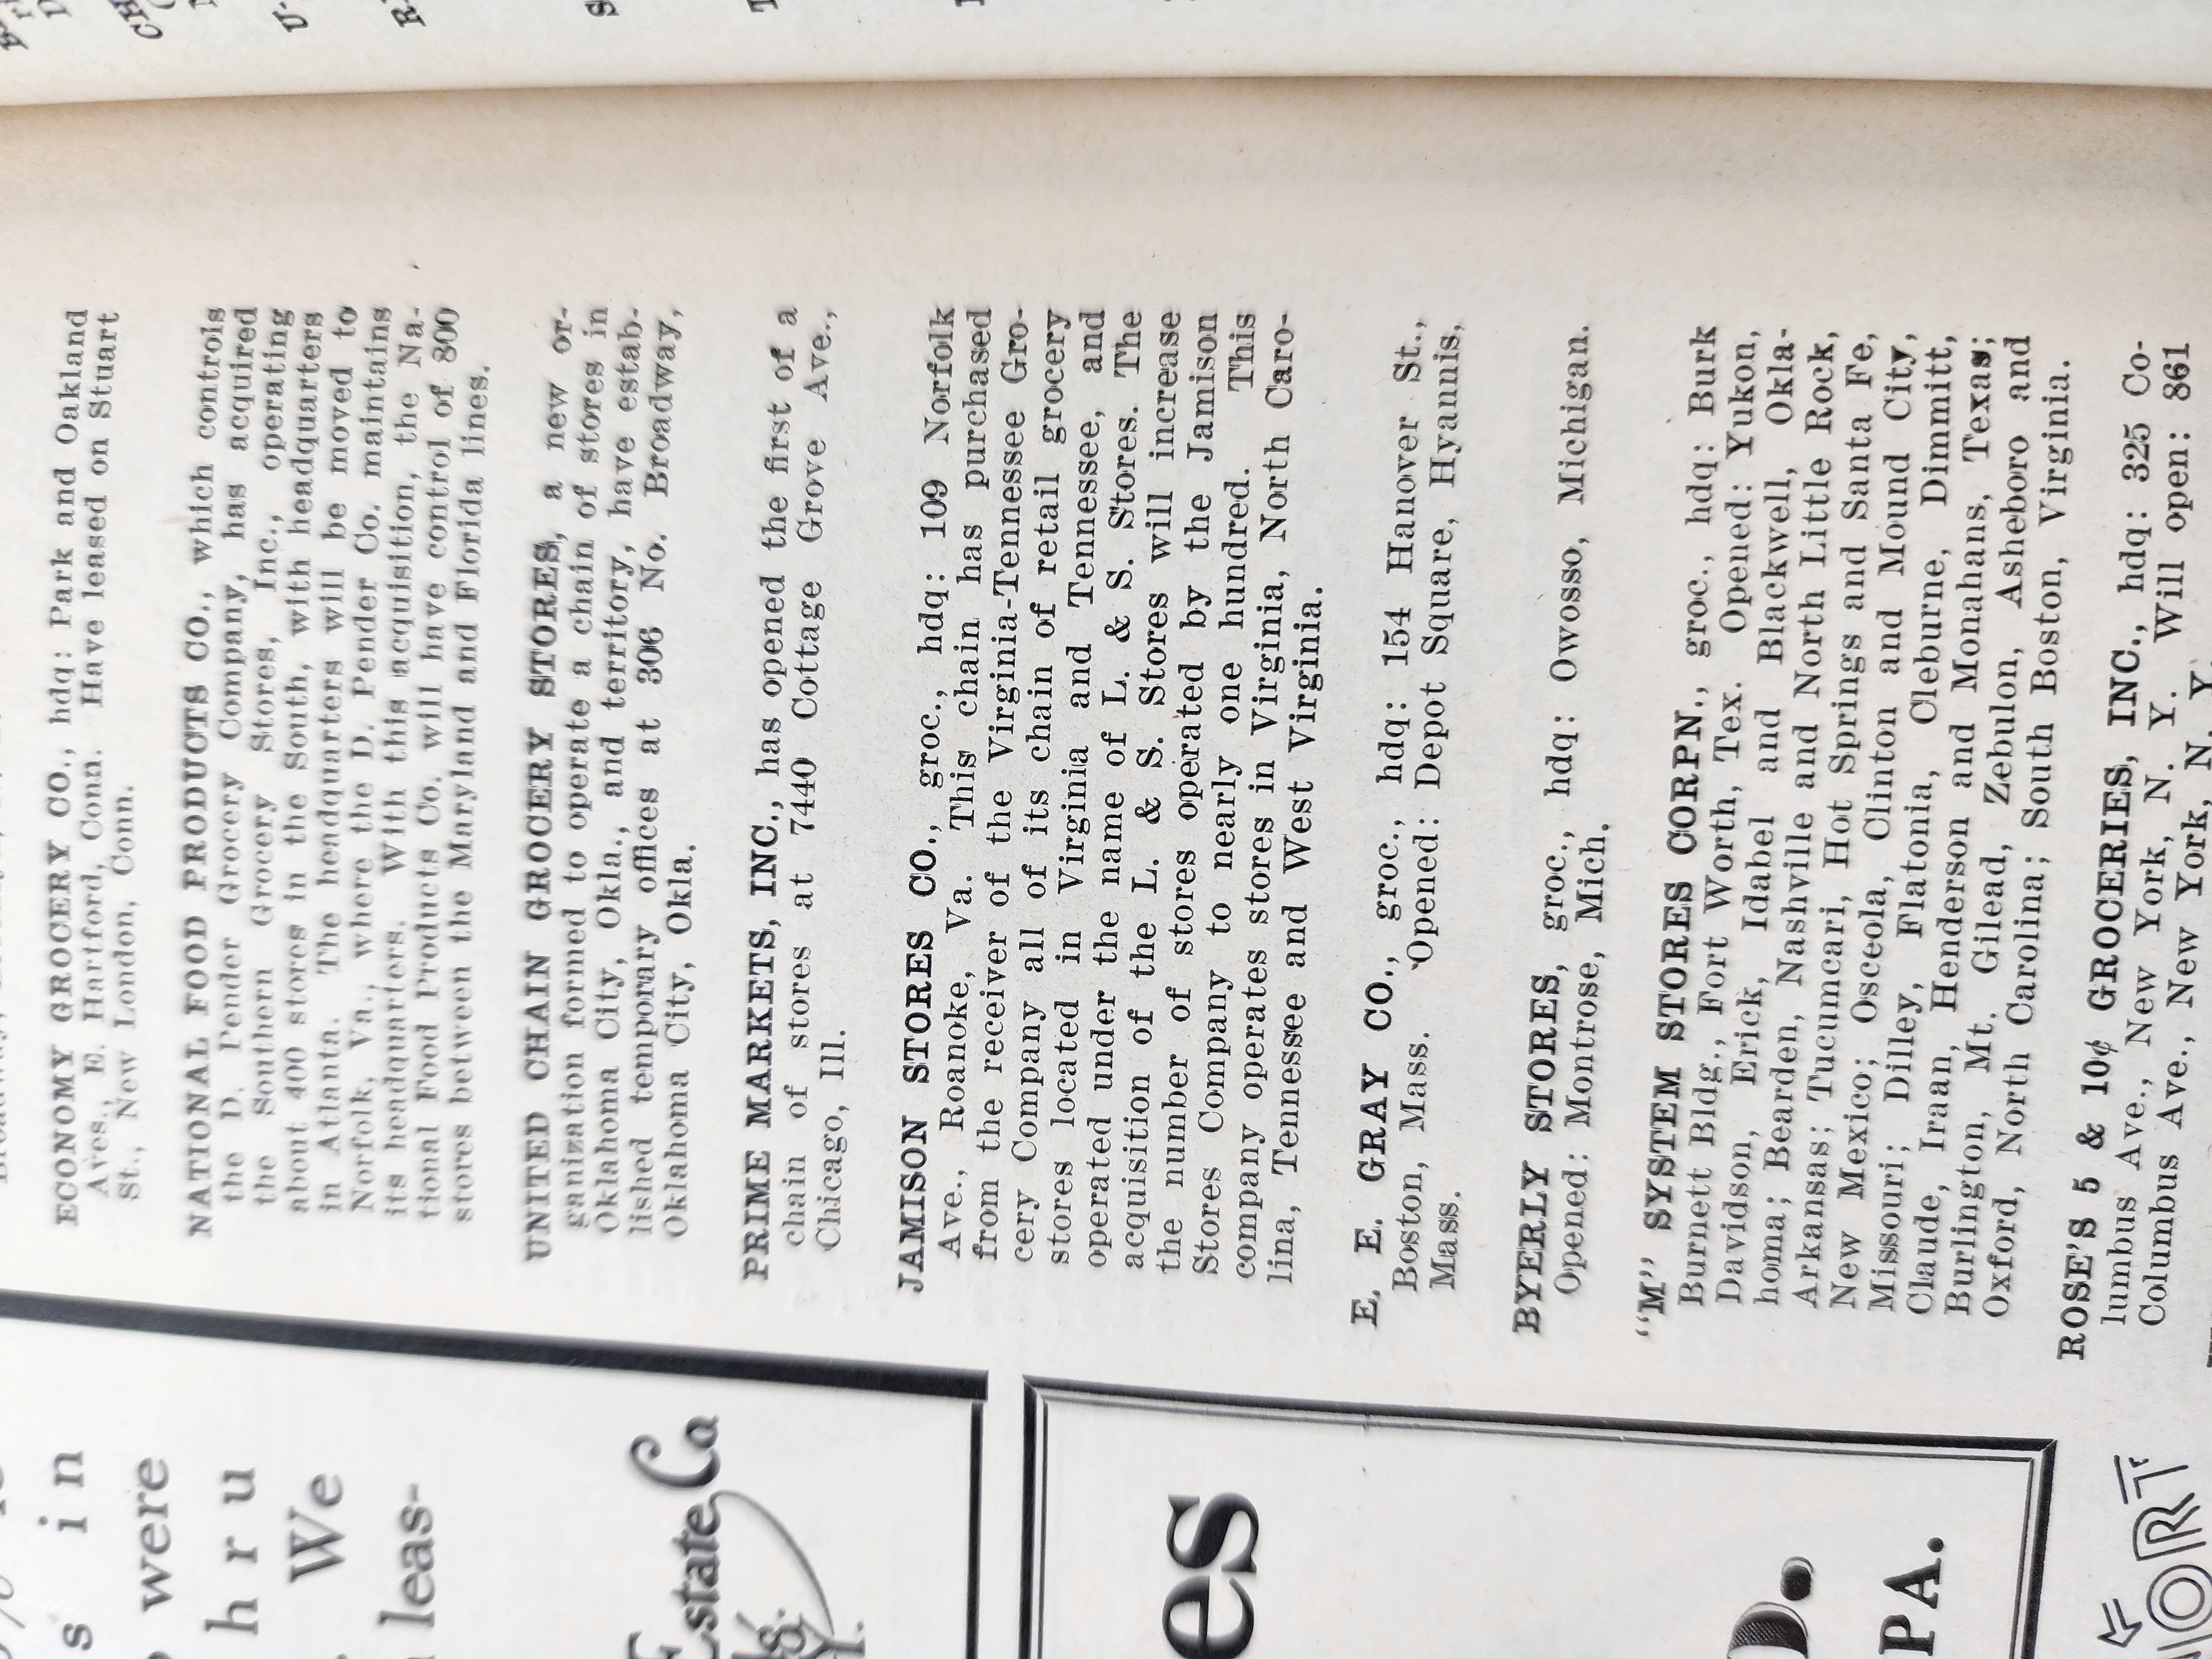 ECONOMY GROCERY CO., hdq: Park and Oakland
Aves., E. Hartford, Conn. Have leased on Stuart
St., New London, Conn.
NATIONAL FOOD PRODUCTS CO., which controls
the D. Pender Grocery Company, has acquired
the Southern Grocery Stores, Inc., operating
about 400 stores in the South, with headquarters
in Atlanta. The headquarters will be moved to
Norfolk, Va., where the D. Pender Co. maintains
its headquarters. With this acquisition, the Na-
tional Food Products Co. will have control of 800
stores between the Maryland and Florida lines.
UNITED CHAIN GROCERY STORES, a new or-
ganization formed to operate a chain of stores in
Oklahoma City, Okla., and territory, have estab-
lished temporary offices at 306 No. Broadway,
Oklahoma City, Okla.
PRIME MARKETS, INC., has opened the first of a
chain of stores at 7440 Cottage Grove Ave.,
Chicago, Ill.
JAMISON STORES CO., groc., hdq: 109 Norfolk
Ave., Roanoke, Va. This chain has purchased
from the receiver of the Virginia-Tennessee Gro-
cery Company all of its chain of retail grocery
stores located in Virginia and Tennessee, and
operated under the name of L. & S. Stores. The
acquisition of the L. & S. Stores will increase
the number of stores operated by the Jamison
Stores Company to nearly one hundred. This
company operates stores in Virginia, North Caro-
lina, Tennessee and West Virginia.
E. E. GRAY CO., groc., hdq: 154 Hanover St.,
Boston, Mass. Opened: Depot Square, Hyannis,
Mass.
BYERLY STORES, groc., hdq: Owosso, Michigan.
Opened: Montrose, Mich.
"M" SYSTEM STORES CORPN., groc., hdq: Burk
Burnett Bldg., Fort Worth, Tex. Opened: Yukon,
Davidson, Erick, Idabel and Blackwell, Okla-
homa; Bearden, Nashville and North Little Rock,
Arkansas; Tucumcari, Hot Springs and Santa Fe,
New Mexico; Osceola, Clinton and Mound City,
Missouri; Dilley, Flatonia, Cleburne, Dimmitt,
Claude, Iraan, Henderson and Monahans, Texas;
Burlington, Mt. Gilead, Zebulon, Asheboro and
Oxford, North Carolina; South Boston, Virginia.
ROSE'S 5 & 10¢ GROCERIES, INC., hdq: 325 Co-
lumbus Ave., New York, N. Y. Will open: 861
Columbus Ave., New York, N. Y.
s in
were
hru
We
leas-
Estate Co
es
D.
PA.